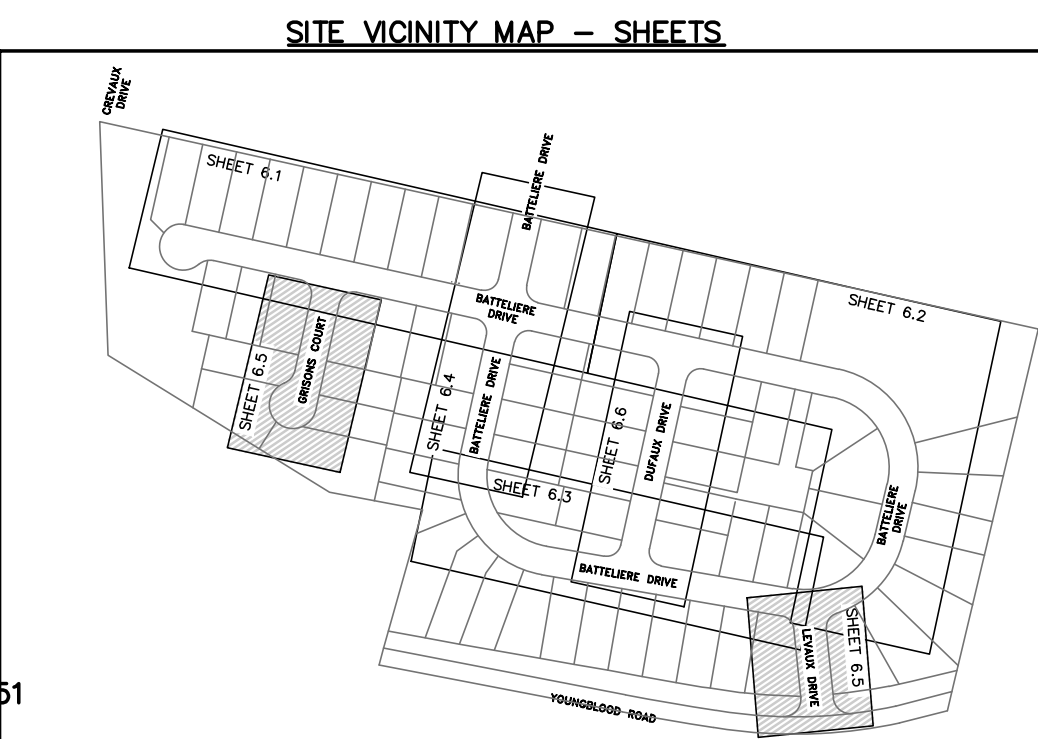 SITE VICINITY MAP - SHEETS
CREVAUX
DRIVE
BATTELIERE DRIVE
SHEET 6.1
BATTELIERE
DRIVE
SHEET 6.2
GRISONS COURT
SHEET 6.5
SHEET 6.4
BATTELIERE DRIVE
SHEET 6.6
DUFAUX DRIVE
SHEET 6.3
BATTELIERE
DRIVE
BATTELIERE DRIVE
LEVAUX DRIVE
SHEET 6.5
51
YOUNGBLOOD ROAD